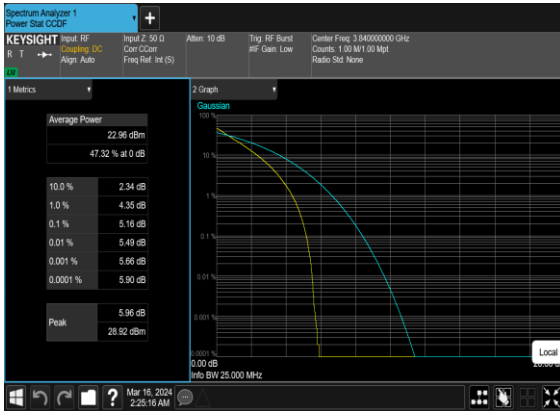 Spectrum Analyzer 1
Power Stat CCDF
KEYSIGHT
R T
Input: RF
Coupling: DC
Align: Auto
Input Z: 50 Ω
Corr CCorr
Freq Ref: Int (S)
Atten: 10 dB
Trig: RF Burst
#IF Gain: Low
Center Freq: 3.840000000 GHz
Counts: 1.00 M/1.00 Mpt
Radio Std: None
1 Metrics
Average Power
22.96 dBm
47.32 % at 0 dB
10.0 % 2.34 dB
1.0 % 4.35 dB
0.1 % 5.16 dB
0.01 % 5.49 dB
0.001 % 5.66 dB
0.0001 % 5.90 dB
Peak
5.96 dB
28.92 dBm
2 Graph
Gaussian
100 %
10 %
1 %
0.1 %
0.01 %
0.001 %
0.0001 %
0.00 dB
Info BW 25.000 MHz
Local
?
Mar 16, 2024
2:25:16 AM